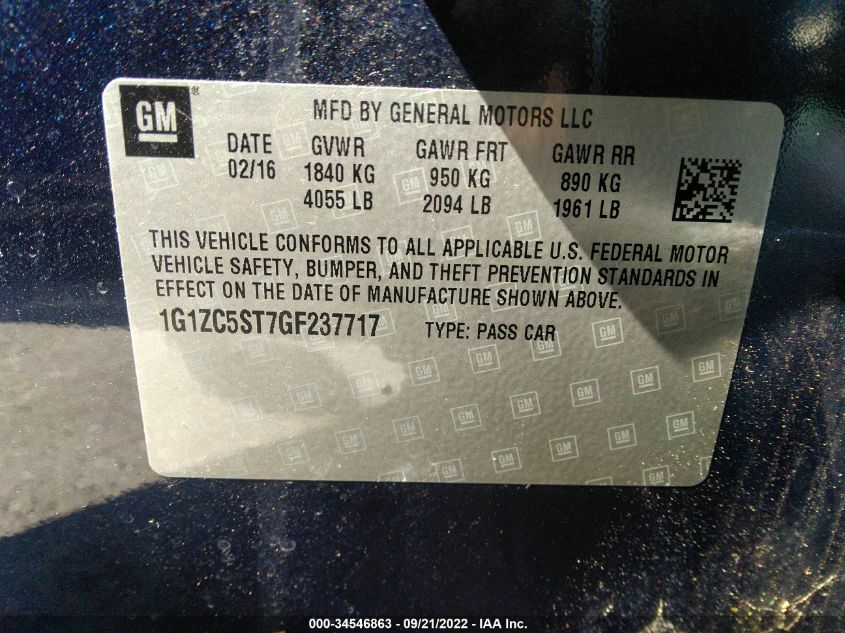 GM ® MFD BY GENERAL MOTORS LLC
DATE GVWR GAWR FRT GAWR RR
02/16 1840 KG 950 KG 890 KG
4055 LB 2094 LB 1961 LB
THIS VEHICLE CONFORMS TO ALL APPLICABLE U.S. FEDERAL MOTOR
VEHICLE SAFETY, BUMPER, AND THEFT PREVENTION STANDARDS IN
EFFECT ON THE DATE OF MANUFACTURE SHOWN ABOVE.
1G1ZC5ST7GF237717 TYPE: PASS CAR
000-34546863 - 09/21/2022 - IAA Inc.